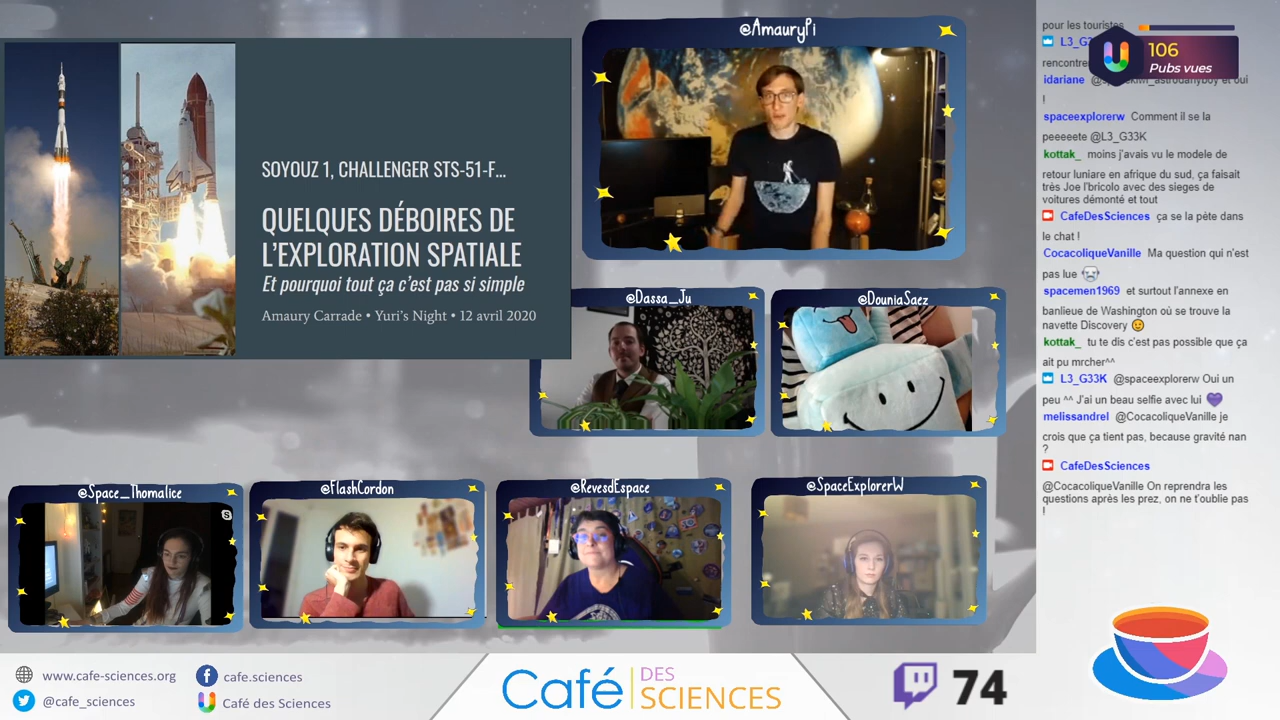 SOYOUZ 1, CHALLENGER STS-51-F...
QUELQUES DÉBOIRES DE
L'EXPLORATION SPATIALE
Et pourquoi tout ça c'est pas si simple
Amaury Carrade • Yuri's Night • 12 avril 2020
@AmauryPi
@Dassa_Ju
@DouniaSaez
@Space_Thomalice
@FlashCordon
@RevesdEspace
@SpaceExplorerW
pour les touristes
106
Pubs vues
idariane
!
spaceexplorerw Comment il se la
peeeeete @L3_G33K
kottak_ moins j'avais vu le modele de
retour luniare en afrique du sud, ça faisait
très Joe l'bricolo avec des sieges de
voitures démonté et tout
CafeDesSciences ça se la pète dans
le chat !
CocacoliqueVanille Ma question qui n'est
pas lue
spacemen1969 et surtout l'annexe en
banlieue de Washington où se trouve la
navette Discovery
kottak_ tu te dis c'est pas possible que ça
ait pu mrcher^^
L3_G33K @spaceexplorerw Oui un
peu ^^ J'ai un beau selfie avec lui
melissandrel @CocacoliqueVanille je
crois que ça tient pas, because gravité nan
?
CafeDesSciences
@CocacoliqueVanille On reprendra les
questions après les prez, on ne t'oublie pas
!
www.cafe-sciences.org
cafe.sciences
@cafe_sciences
Café des Sciences
Café DES
SCIENCES
74